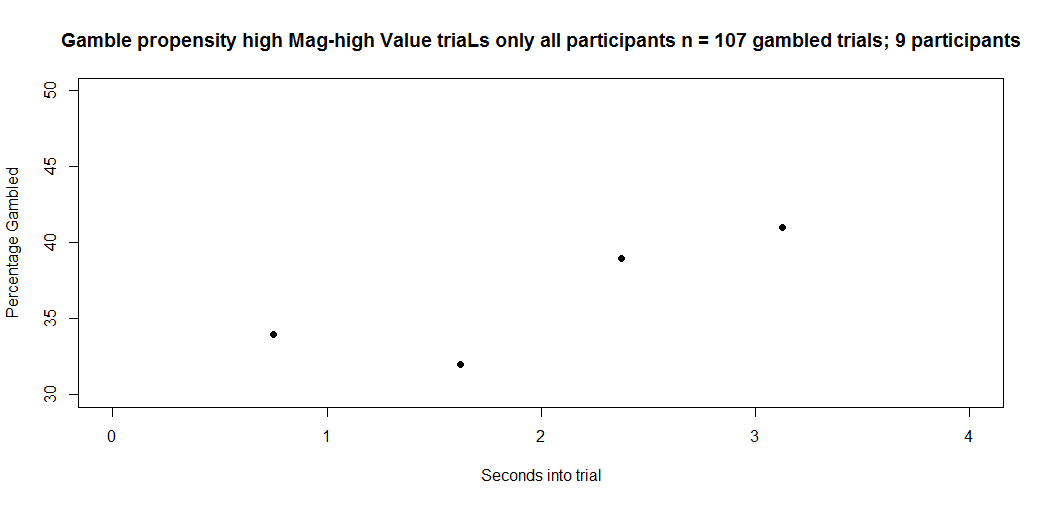 Gamble propensity high Mag-high Value triaLs only all participants n = 107 gambled trials; 9 participants
Percentage Gambled
50
45
40
35
30
0 1 2 3 4
Seconds into trial